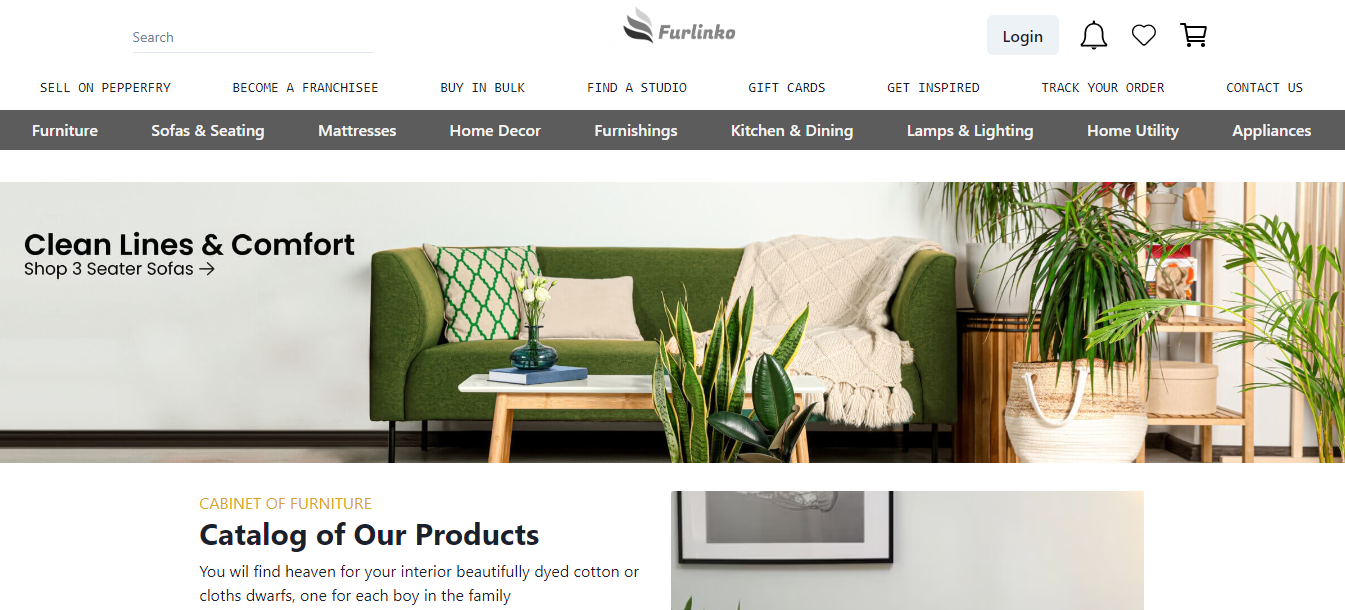 Search
Furlinko
Login
SELL ON PEPPERFRY BECOME A FRANCHISEE BUY IN BULK FIND A STUDIO GIFT CARDS GET INSPIRED TRACK YOUR ORDER CONTACT US
Furniture Sofas & Seating Mattresses Home Decor Furnishings Kitchen & Dining Lamps & Lighting Home Utility Appliances
Clean Lines & Comfort
Shop 3 Seater Sofas →
CABINET OF FURNITURE
Catalog of Our Products
You wil find heaven for your interior beautifully dyed cotton or
cloths dwarfs, one for each boy in the family